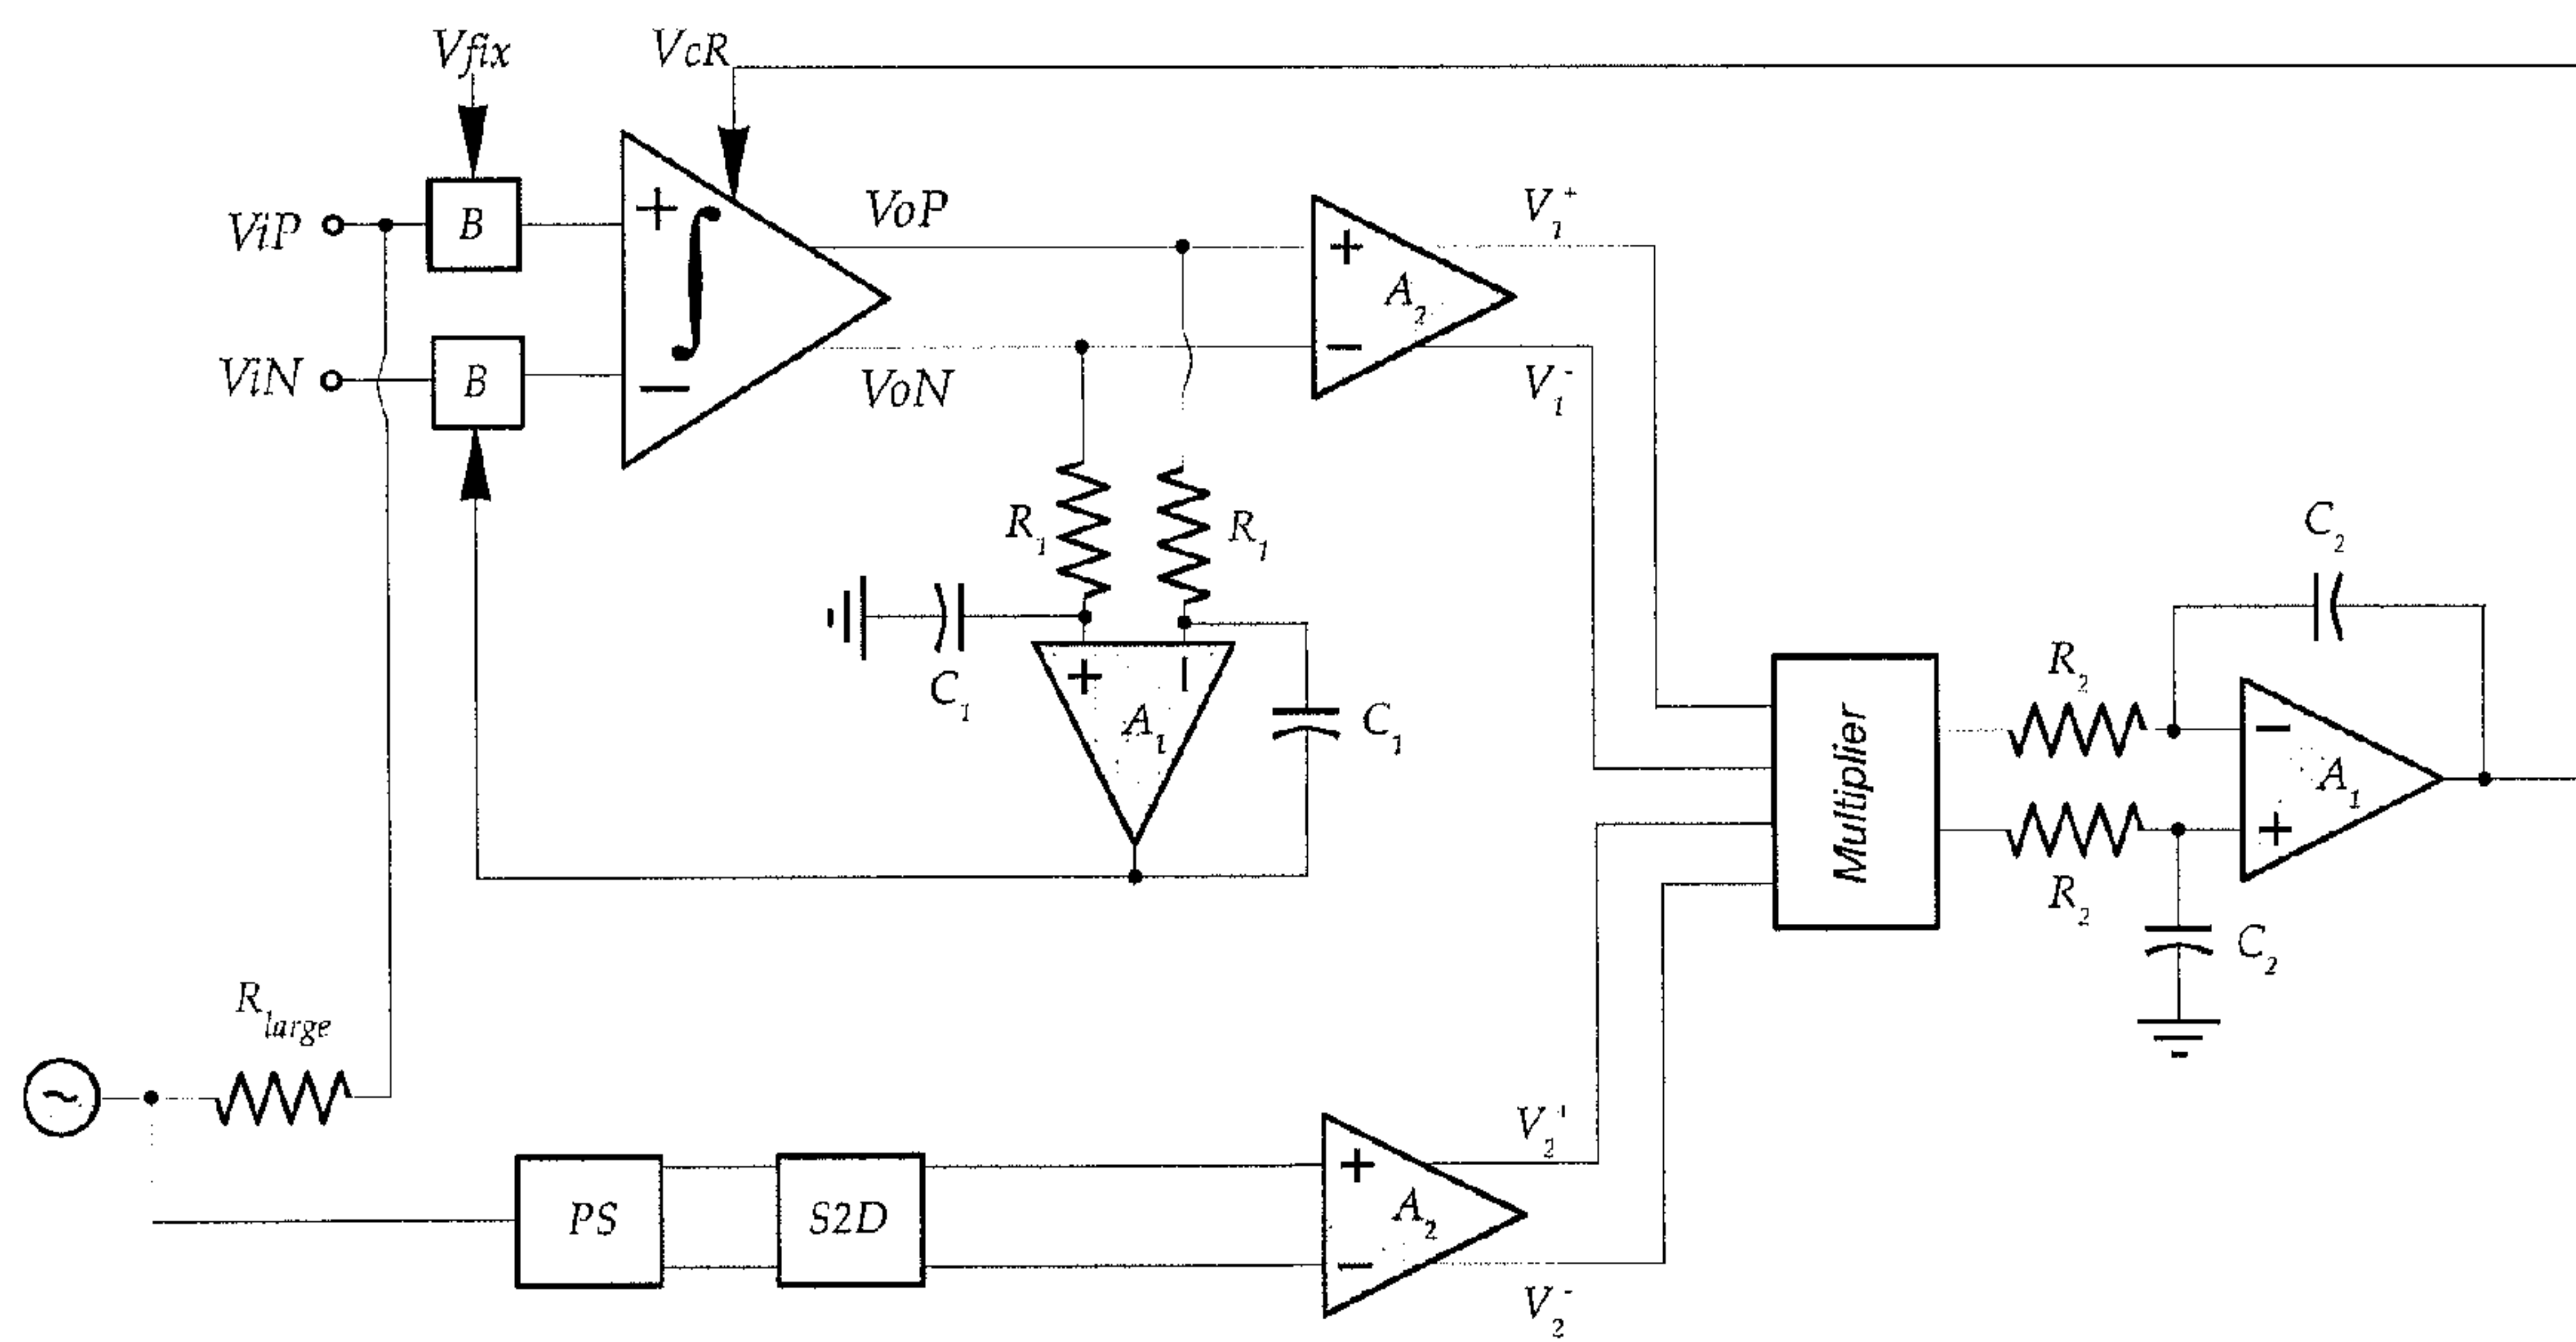 Vfix
VcR
ViP
B
+
∫
VoP
+
A2
V1+
ViN
B
−
VoN
−
V1-
R1
R1
C1
+
−
A1
C1
Multiplier
R2
C2
−
A1
+
R2
C2
Rlarge
~
PS
S2D
+
A2
−
V2+
V2-